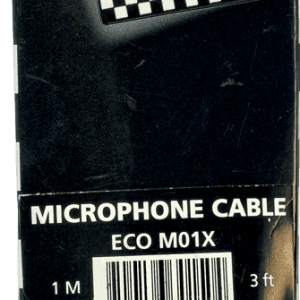 MICROPHONE CABLE
ECO M01X
1 M 3 ft